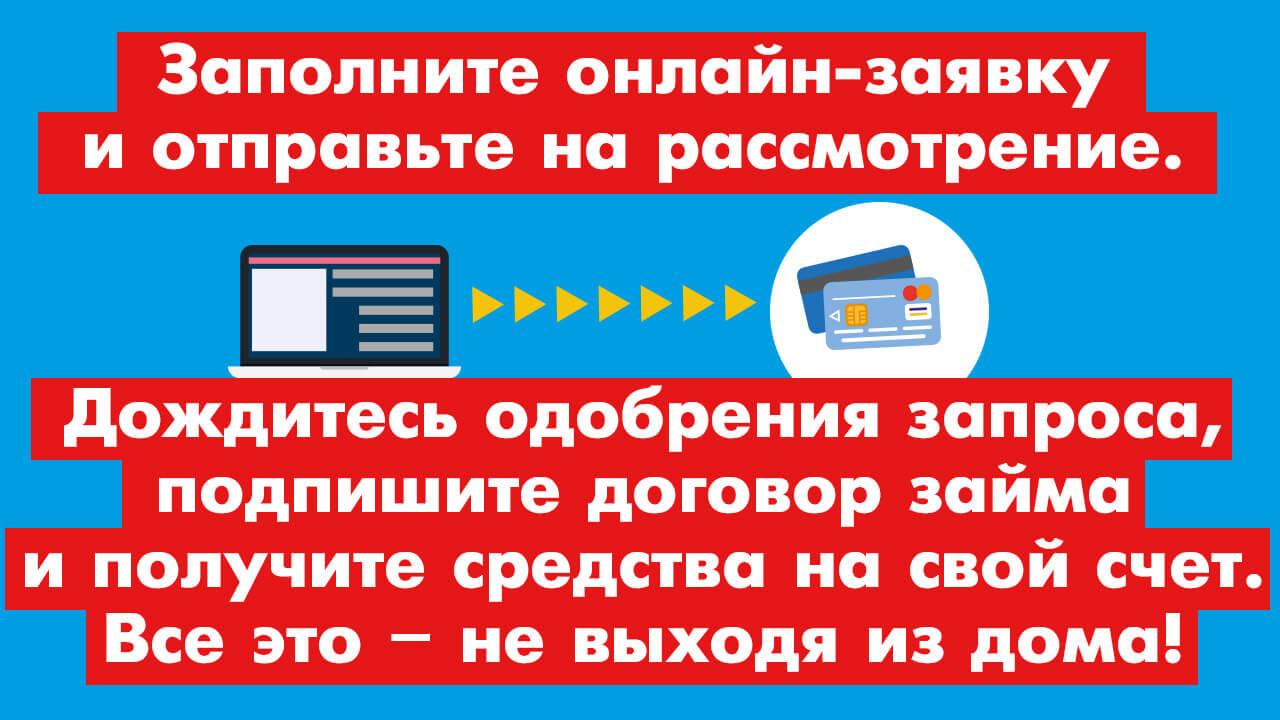 Заполните онлайн-заявку
и отправьте на рассмотрение.
Дождитесь одобрения запроса,
подпишите договор займа
и получите средства на свой счет.
Все это – не выходя из дома!